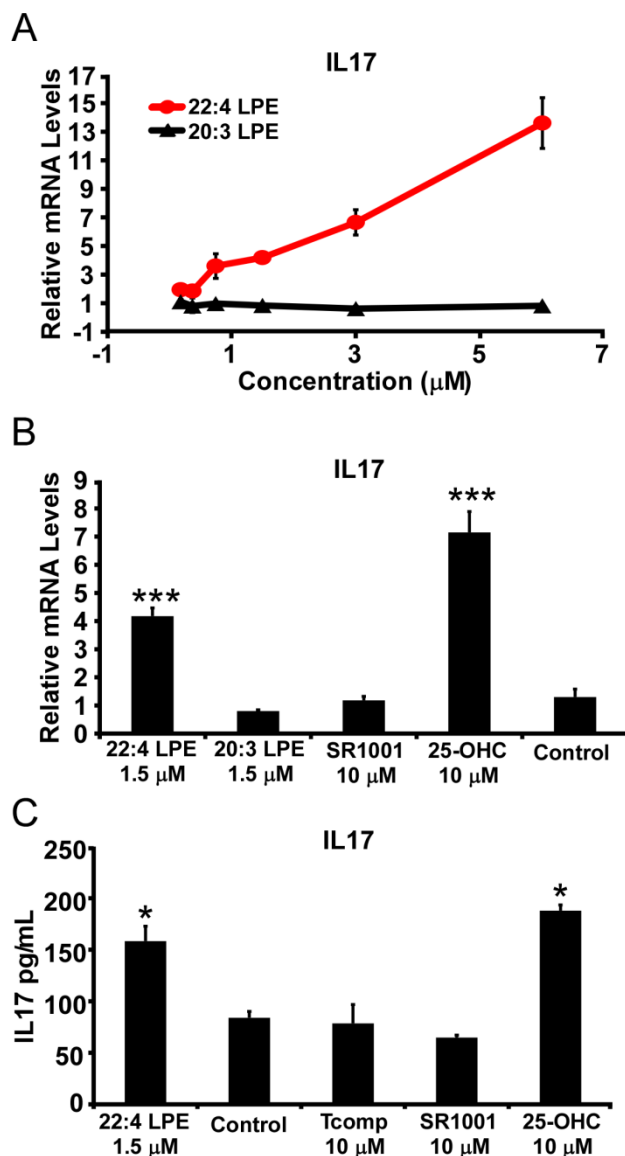 A
IL17
17
15
13
11
9
7
5
3
1
-1
Relative mRNA Levels
22:4 LPE
20:3 LPE
-1 1 3 5 7
Concentration (μM)
B
IL17
9
8
7
6
5
4
3
2
1
0
Relative mRNA Levels
***
***
22:4 LPE 20:3 LPE SR1001 25-OHC Control
1.5 μM 1.5 μM 10 μM 10 μM
C
IL17
250
200
150
100
50
0
IL17 pg/mL
*
*
22:4 LPE Control Tcomp SR1001 25-OHC
1.5 μM 10 μM 10 μM 10 μM